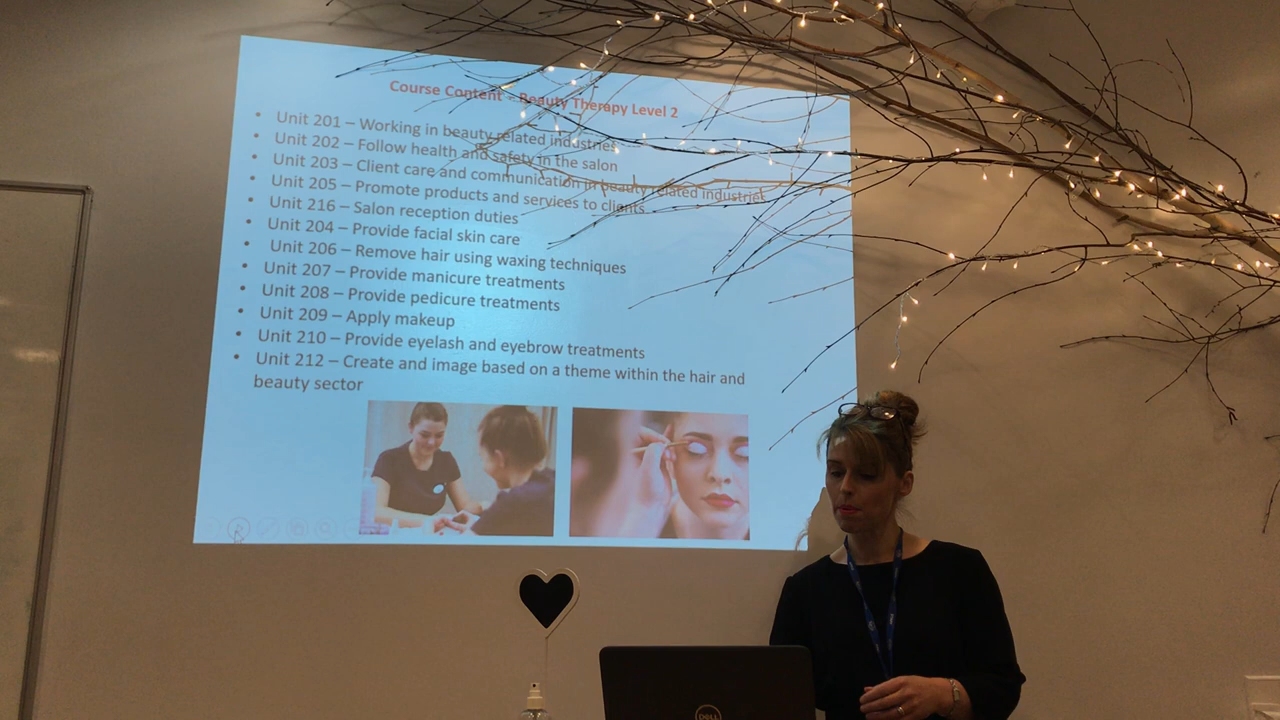 Course Content - Beauty Therapy Level 2
• Unit 201 – Working in beauty related industries
• Unit 202 – Follow health and safety in the salon
• Unit 203 – Client care and communication in beauty related industries
• Unit 205 – Promote products and services to clients
• Unit 216 – Salon reception duties
• Unit 204 – Provide facial skin care
• Unit 206 – Remove hair using waxing techniques
• Unit 207 – Provide manicure treatments
• Unit 208 – Provide pedicure treatments
• Unit 209 – Apply makeup
• Unit 210 – Provide eyelash and eyebrow treatments
• Unit 212 – Create and image based on a theme within the hair and
beauty sector
DELL